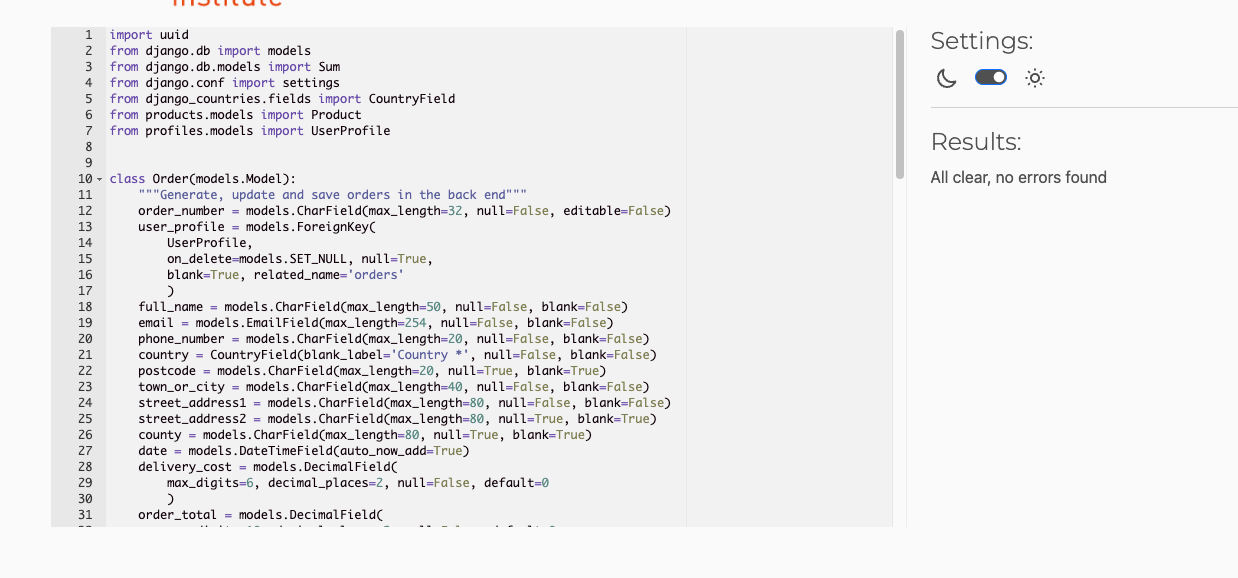 institute
1 import uuid
2 from django.db import models
3 from django.db.models import Sum
4 from django.conf import settings
5 from django_countries.fields import CountryField
6 from products.models import Product
7 from profiles.models import UserProfile
8
9
10 class Order(models.Model):
11     """Generate, update and save orders in the back end"""
12     order_number = models.CharField(max_length=32, null=False, editable=False)
13     user_profile = models.ForeignKey(
14         UserProfile,
15         on_delete=models.SET_NULL, null=True,
16         blank=True, related_name='orders'
17         )
18     full_name = models.CharField(max_length=50, null=False, blank=False)
19     email = models.EmailField(max_length=254, null=False, blank=False)
20     phone_number = models.CharField(max_length=20, null=False, blank=False)
21     country = CountryField(blank_label='Country *', null=False, blank=False)
22     postcode = models.CharField(max_length=20, null=True, blank=True)
23     town_or_city = models.CharField(max_length=40, null=False, blank=False)
24     street_address1 = models.CharField(max_length=80, null=False, blank=False)
25     street_address2 = models.CharField(max_length=80, null=True, blank=True)
26     county = models.CharField(max_length=80, null=True, blank=True)
27     date = models.DateTimeField(auto_now_add=True)
28     delivery_cost = models.DecimalField(
29         max_digits=6, decimal_places=2, null=False, default=0
30         )
31     order_total = models.DecimalField(
Settings:
Results:
All clear, no errors found